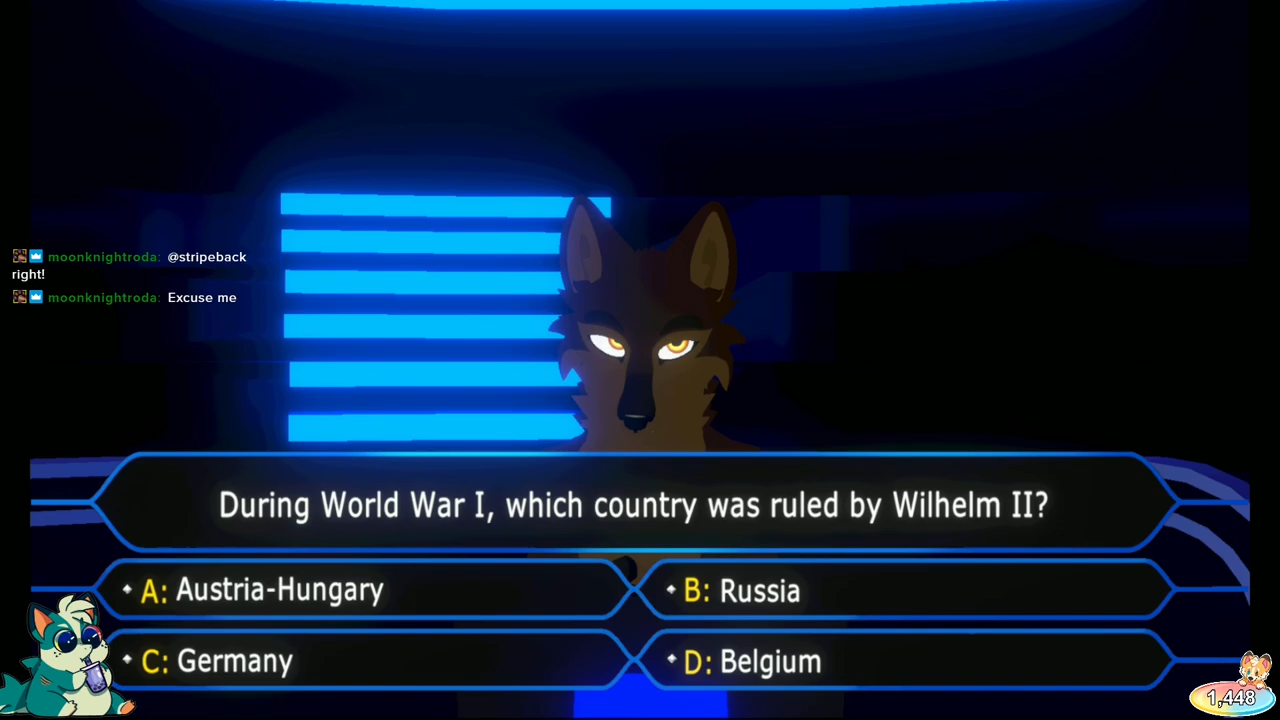 moonknightroda: @stripeback
right!
moonknightroda: Excuse me
During World War I, which country was ruled by Wilhelm II?
A: Austria-Hungary
B: Russia
C: Germany
D: Belgium
1,448